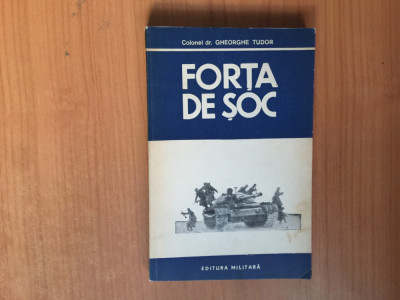 Colonel dr. GHEORGHE TUDOR
FORȚA
DE ȘOC
EDITURA MILITARĂ